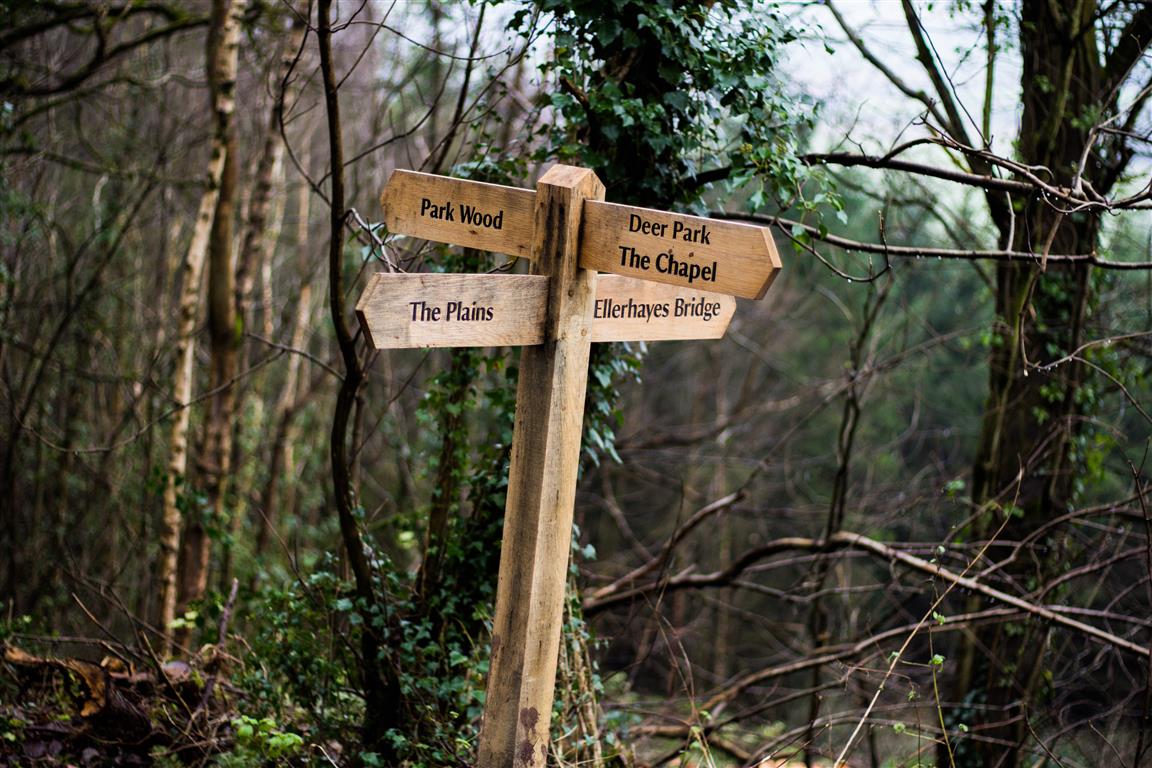 Park Wood
Deer Park
The Chapel
The Plains
Ellerhayes Bridge